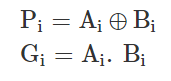 Pᵢ = Aᵢ ⊕ Bᵢ
Gᵢ = Aᵢ. Bᵢ